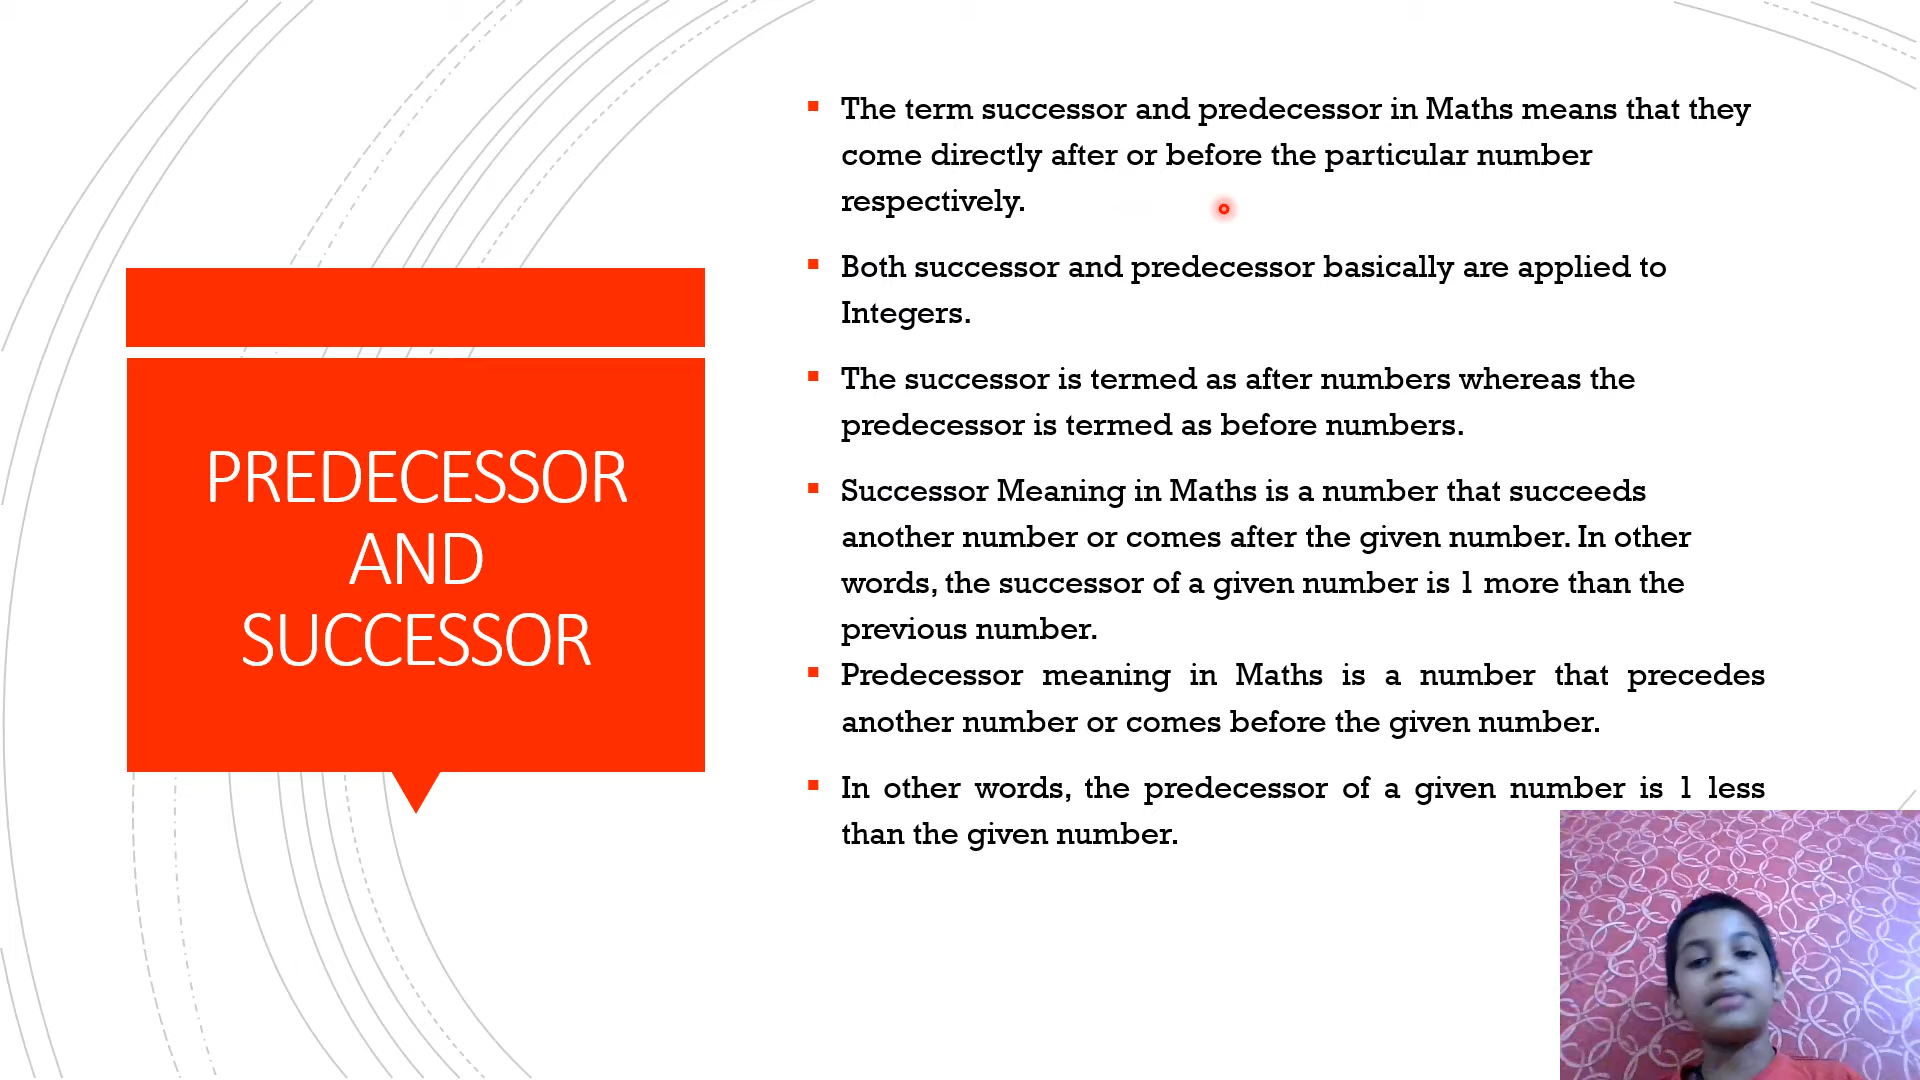 PREDECESSOR
AND
SUCCESSOR
The term successor and predecessor in Maths means that they
come directly after or before the particular number
respectively.
Both successor and predecessor basically are applied to
Integers.
The successor is termed as after numbers whereas the
predecessor is termed as before numbers.
Successor Meaning in Maths is a number that succeeds
another number or comes after the given number. In other
words, the successor of a given number is 1 more than the
previous number.
Predecessor meaning in Maths is a number that precedes
another number or comes before the given number.
In other words, the predecessor of a given number is 1 less
than the given number.